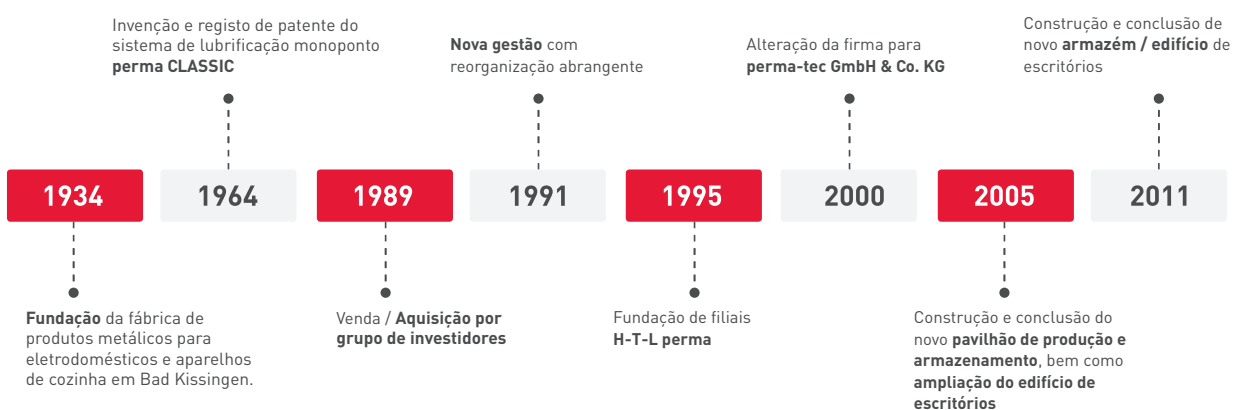 Invenção e registo de patente do
sistema de lubrificação monoponto
perma CLASSIC
Nova gestão com
reorganização abrangente
Alteração da firma para
perma-tec GmbH & Co. KG
Construção e conclusão de
novo armazém / edifício de
escritórios
1934
1964
1989
1991
1995
2000
2005
2011
Fundação da fábrica de
produtos metálicos para
eletrodomésticos e aparelhos
de cozinha em Bad Kissingen.
Venda / Aquisição por
grupo de investidores
Fundação de filiais
H-T-L perma
Construção e conclusão do
novo pavilhão de produção e
armazenamento, bem como
ampliação do edifício de
escritórios